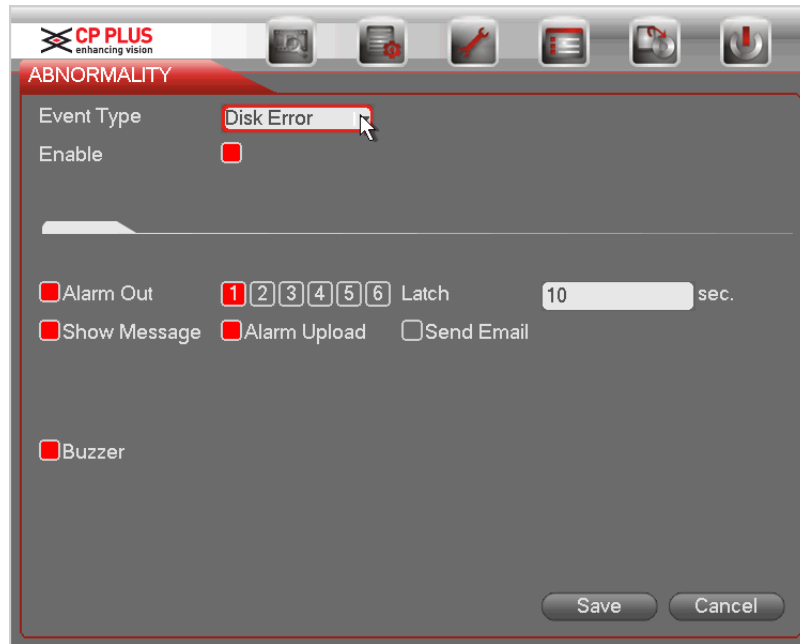 CP PLUS
enhancing vision
ABNORMALITY
Event Type Disk Error
Enable
Alarm Out 1 2 3 4 5 6 Latch 10 sec.
Show Message Alarm Upload Send Email
Buzzer
Save Cancel